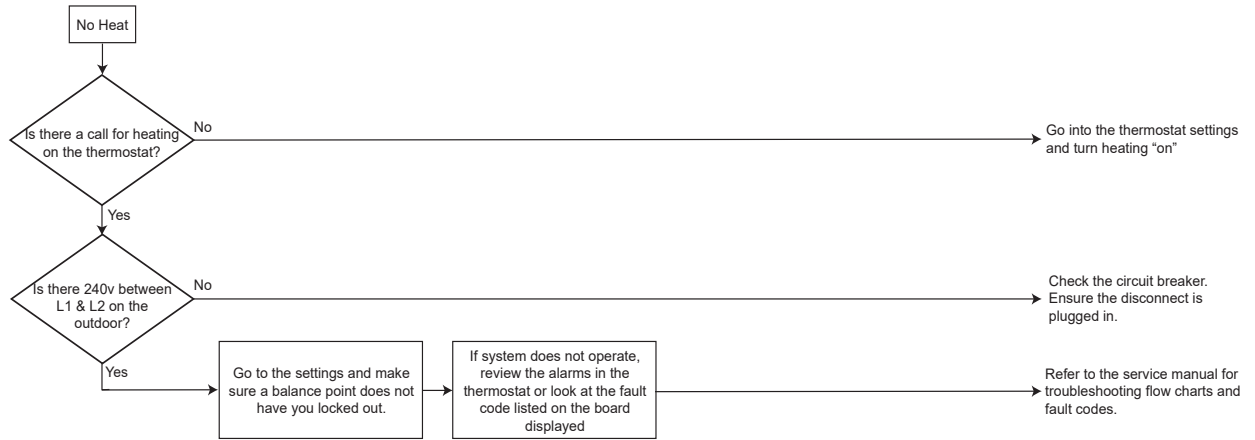 No Heat
Is there a call for heating
on the thermostat?
No
Go into the thermostat settings
and turn heating “on”
Yes
Is there 240v between
L1 & L2 on the
outdoor?
No
Check the circuit breaker.
Ensure the disconnect is
plugged in.
Yes
Go to the settings and make
sure a balance point does not
have you locked out.
If system does not operate,
review the alarms in the
thermostat or look at the fault
code listed on the board
displayed
Refer to the service manual for
troubleshooting flow charts and
fault codes.